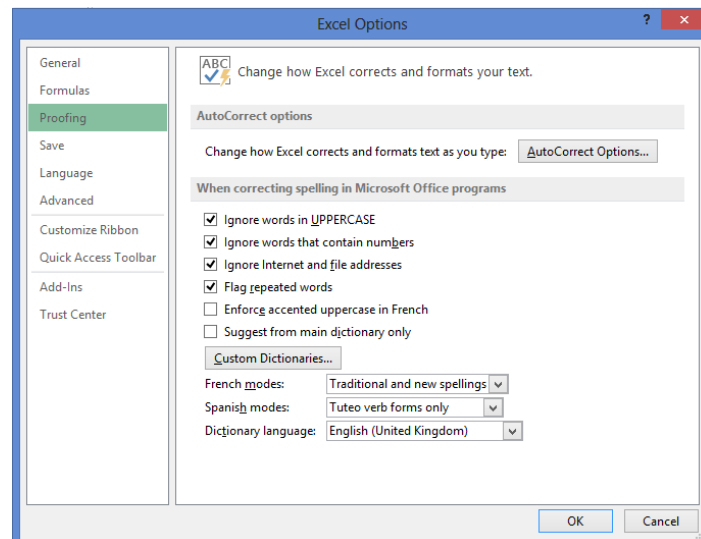 Excel Options
?
×
General
Formulas
Proofing
Save
Language
Advanced
Customize Ribbon
Quick Access Toolbar
Add-Ins
Trust Center
ABC
Change how Excel corrects and formats your text.
AutoCorrect options
Change how Excel corrects and formats text as you type: AutoCorrect Options...
When correcting spelling in Microsoft Office programs
Ignore words in UPPERCASE
Ignore words that contain numbers
Ignore Internet and file addresses
Flag repeated words
Enforce accented uppercase in French
Suggest from main dictionary only
Custom Dictionaries...
French modes: Traditional and new spellings
Spanish modes: Tuteo verb forms only
Dictionary language: English (United Kingdom)
OK Cancel